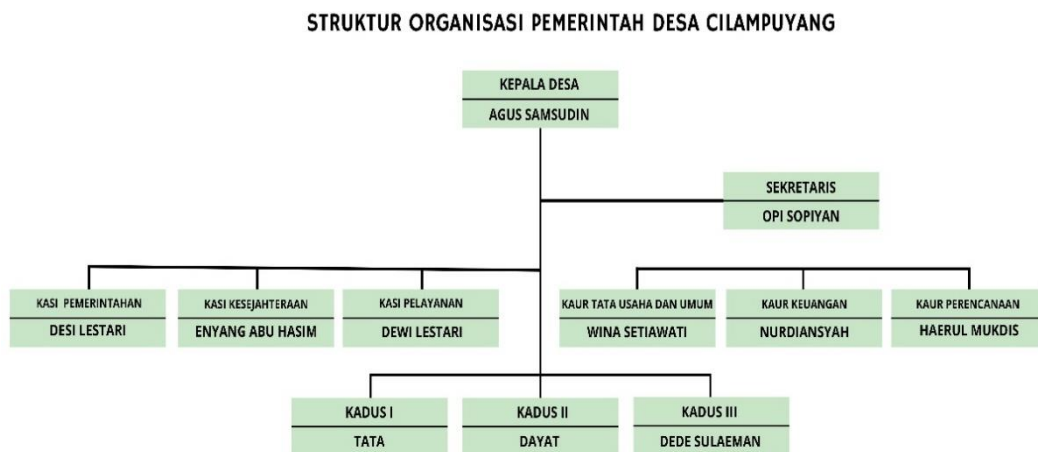 STRUKTUR ORGANISASI PEMERINTAH DESA CILAMPUYANG
KEPALA DESA
AGUS SAMSUDIN
SEKRETARIS
OPI SOPIYAN
KASI PEMERINTAHAN
DESI LESTARI
KASI KESEJAHTERAAN
ENYANG ABU HASIM
KASI PELAYANAN
DEWI LESTARI
KAUR TATA USAHA DAN UMUM
WINA SETIAWATI
KAUR KEUANGAN
NURDIANSYAH
KAUR PERENCANAAN
HAERUL MUKDIS
KADUS I
TATA
KADUS II
DAYAT
KADUS III
DEDE SULAEMAN